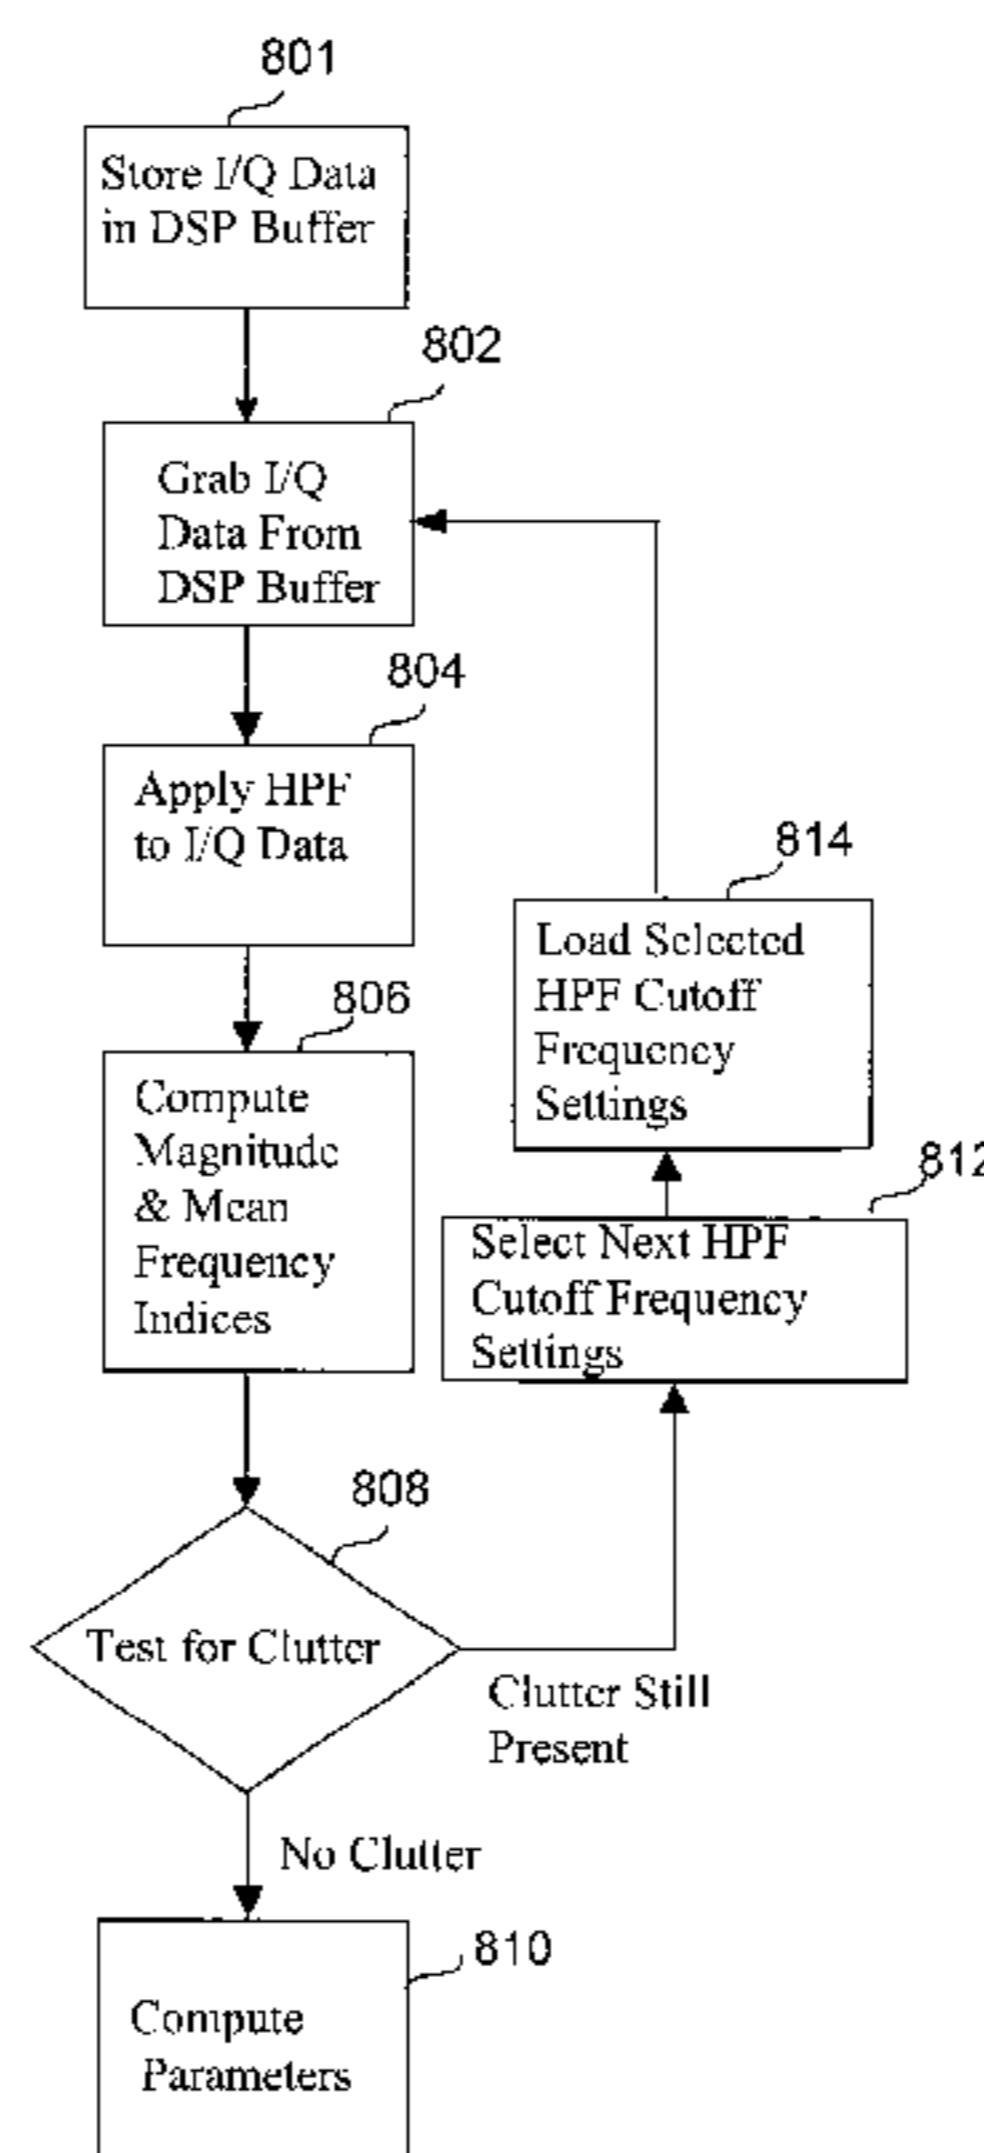 801
Store I/Q Data
in DSP Buffer
802
Grab I/Q
Data From
DSP Buffer
804
Apply HPF
to I/Q Data
806
Compute
Magnitude
& Mean
Frequency
Indices
814
Load Selected
HPF Cutoff
Frequency
Settings
812
Select Next HPF
Cutoff Frequency
Settings
808
Test for Clutter
Clutter Still
Present
No Clutter
810
Compute
Parameters